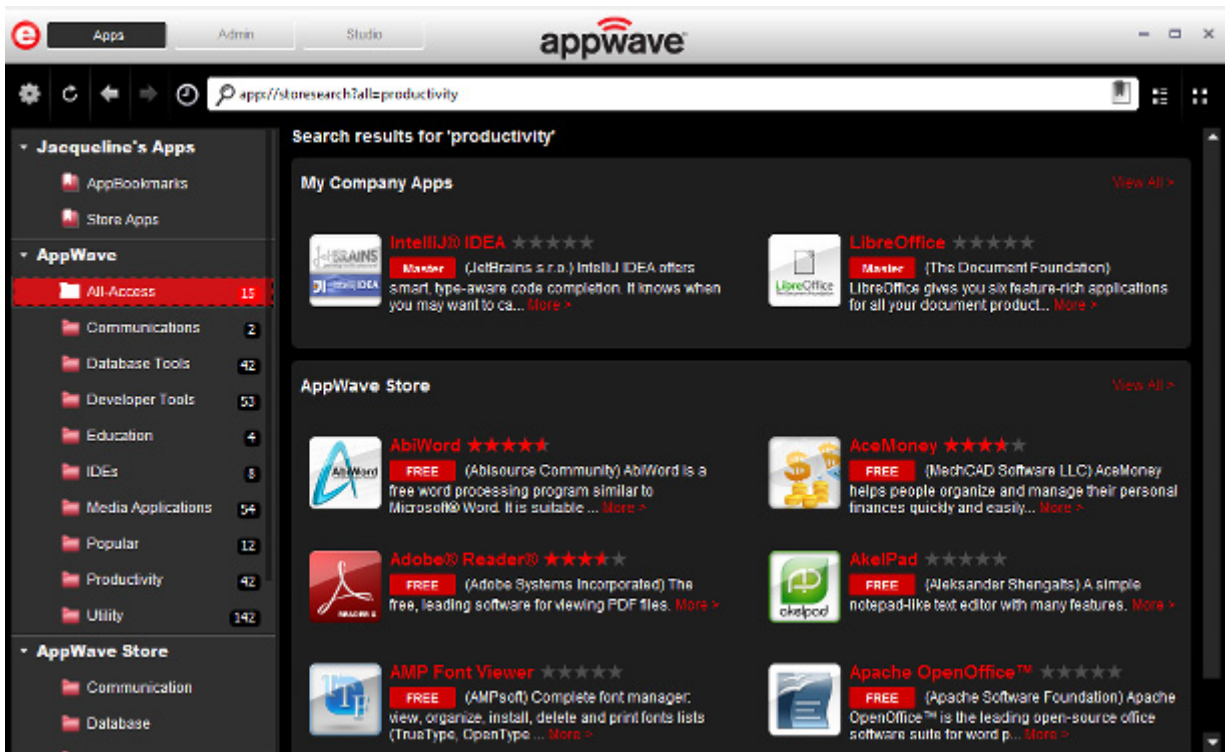 e Apps Admin Studio appwave
app://storesearch?all=productivity
Jacqueline's Apps
AppBookmarks
Store Apps
AppWave
All-Access 15
Communications 2
Database Tools 42
Developer Tools 53
Education 4
IDEs 8
Media Applications 54
Popular 12
Productivity 42
Utility 142
AppWave Store
Communication
Database
Search results for 'productivity'
My Company Apps View All >
JETBRAINS
IntelliJ IDEA
IntelliJ® IDEA
Master (JetBrains s.r.o.) IntelliJ IDEA offers
smart, type-aware code completion. It knows when
you may want to ca... More >
LibreOffice
LibreOffice
Master (The Document Foundation)
LibreOffice gives you six feature-rich applications
for all your document product... More >
AppWave Store View All >
AbiWord
AbiWord
FREE (Abisource Community) AbiWord is a
free word processing program similar to
Microsoft® Word. It is suitable ... More >
AceMoney
FREE (MechCAD Software LLC) AceMoney
helps people organize and manage their personal
finances quickly and easily... More >
Adobe® Reader®
FREE (Adobe Systems Incorporated) The
free, leading software for viewing PDF files. More >
akelpad
AkelPad
FREE (Aleksander Shengalts) A simple
notepad-like text editor with many features. More >
AMP Font Viewer
FREE (AMPsoft) Complete font manager:
view, organize, install, delete and print fonts lists
(TrueType, OpenType ... More >
Apache OpenOffice™
FREE (Apache Software Foundation) Apache
OpenOffice™ is the leading open-source office
software suite for word p... More >